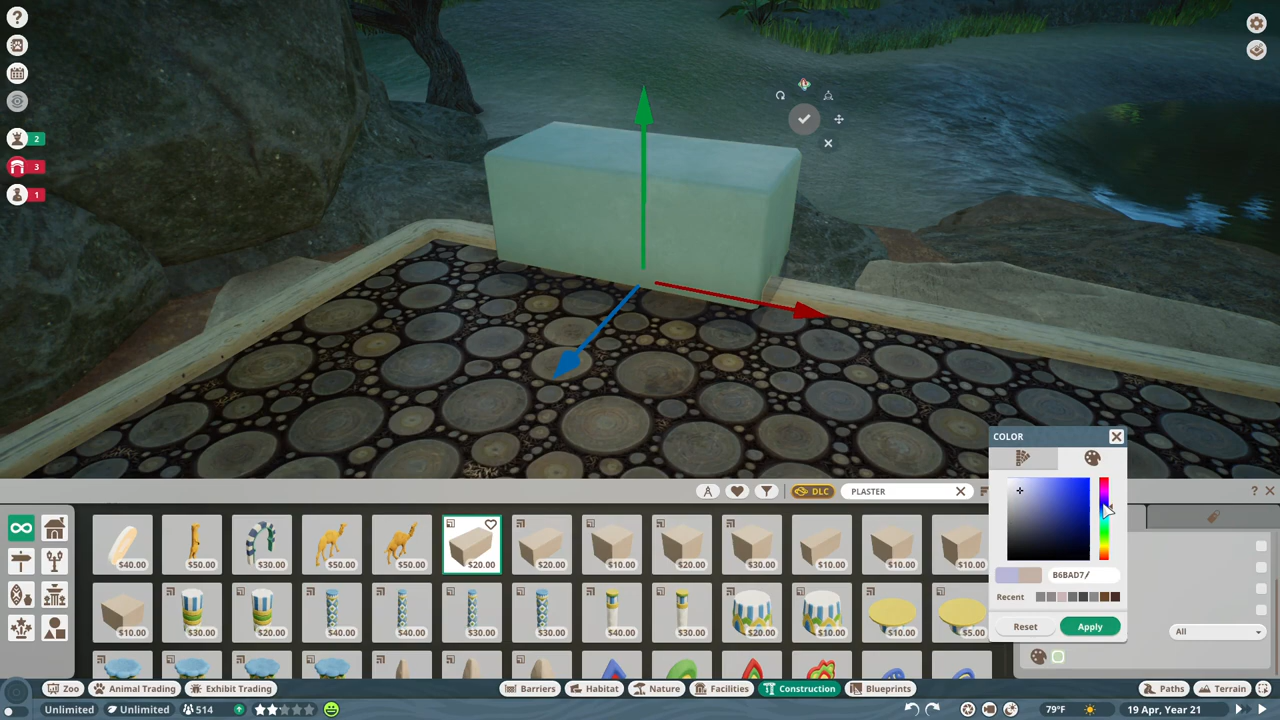 ?
2
3
1
COLOR
DLC
PLASTER
?
$40.00
$50.00
$30.00
$50.00
$50.00
$20.00
$20.00
$10.00
$20.00
$30.00
$10.00
$10.00
$10.00
$10.00
$30.00
$20.00
$40.00
$40.00
$30.00
$30.00
$40.00
$30.00
$20.00
$10.00
$10.00
$5.00
B6BAD7/
Recent
Reset
Apply
All
Zoo
Animal Trading
Exhibit Trading
Barriers
Habitat
Nature
Facilities
Construction
Blueprints
Paths
Terrain
Unlimited
Unlimited
514
79°F
19 Apr, Year 21